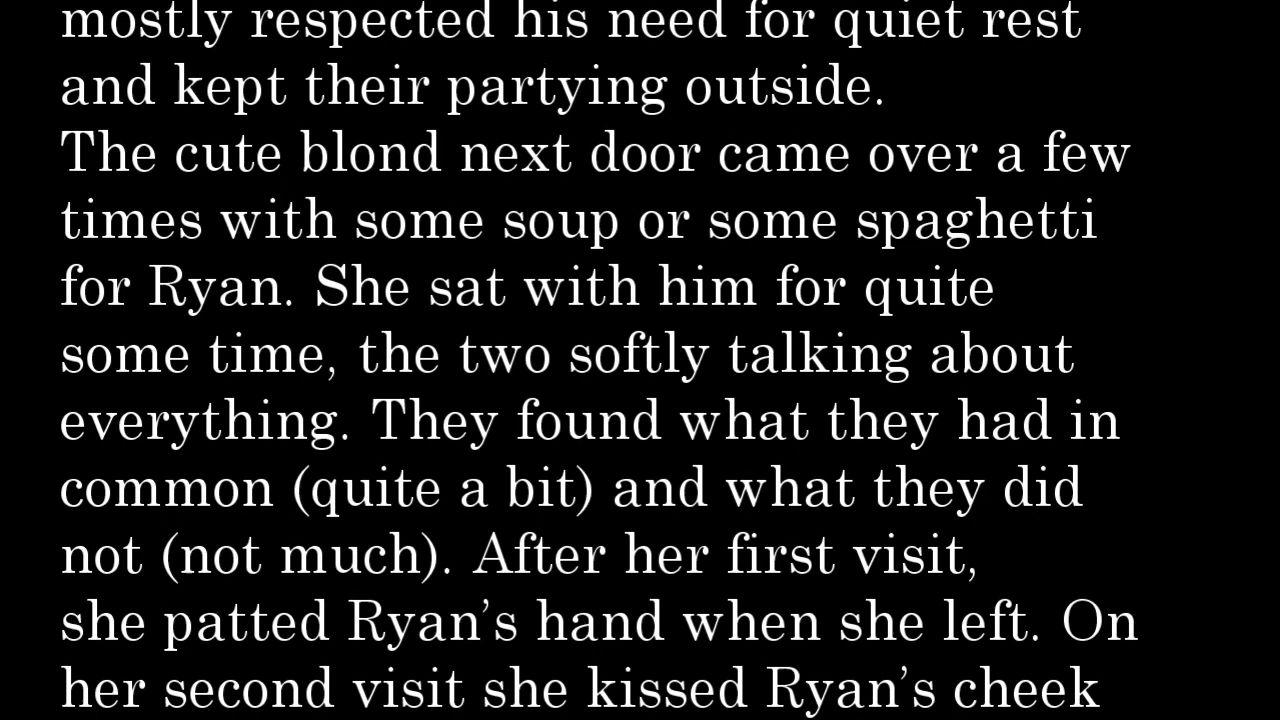 mostly respected his need for quiet rest
and kept their partying outside.
The cute blond next door came over a few
times with some soup or some spaghetti
for Ryan. She sat with him for quite
some time, the two softly talking about
everything. They found what they had in
common (quite a bit) and what they did
not (not much). After her first visit,
she patted Ryan’s hand when she left. On
her second visit she kissed Ryan’s cheek